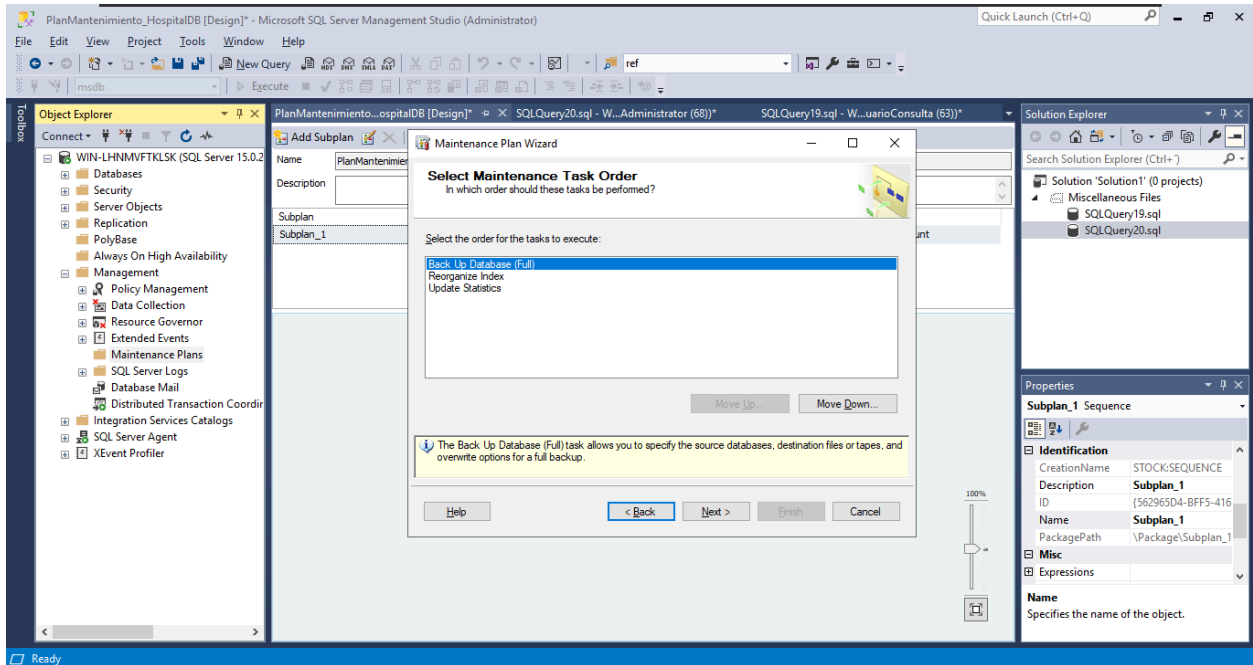 PlanMantenimiento_HospitalDB [Design]* - Microsoft SQL Server Management Studio (Administrator)
Quick Launch (Ctrl+Q)
File Edit View Project Tools Window Help
New Query MDX DMX XMLA DAX ref
msdb Execute
Toolbox
Object Explorer
Connect
WIN-LHNMVFTKLSK (SQL Server 15.0.2
Databases
Security
Server Objects
Replication
PolyBase
Always On High Availability
Management
Policy Management
Data Collection
Resource Governor
Extended Events
Maintenance Plans
SQL Server Logs
Database Mail
Distributed Transaction Coordir
Integration Services Catalogs
SQL Server Agent
XEvent Profiler
PlanMantenimiento...ospitalDB [Design]* SQLQuery20.sql - W...Administrator (68))* SQLQuery19.sql - W...uarioConsulta (63))*
Add Subplan
Name PlanMantenimier
Description
Subplan
Subplan_1 unt
Maintenance Plan Wizard
Select Maintenance Task Order
In which order should these tasks be performed?
Select the order for the tasks to execute:
Back Up Database (Full)
Reorganize Index
Update Statistics
Move Up... Move Down...
The Back Up Database (Full) task allows you to specify the source databases, destination files or tapes, and
overwrite options for a full backup.
Help < Back Next > Finish Cancel
100%
Solution Explorer
Search Solution Explorer (Ctrl+ )
Solution 'Solution1' (0 projects)
Miscellaneous Files
SQLQuery19.sql
SQLQuery20.sql
Properties
Subplan_1 Sequence
Identification
CreationName STOCK:SEQUENCE
Description Subplan_1
ID {562965D4-BFF5-416
Name Subplan_1
PackagePath \Package\Subplan_1
Misc
Expressions
Name
Specifies the name of the object.
Ready